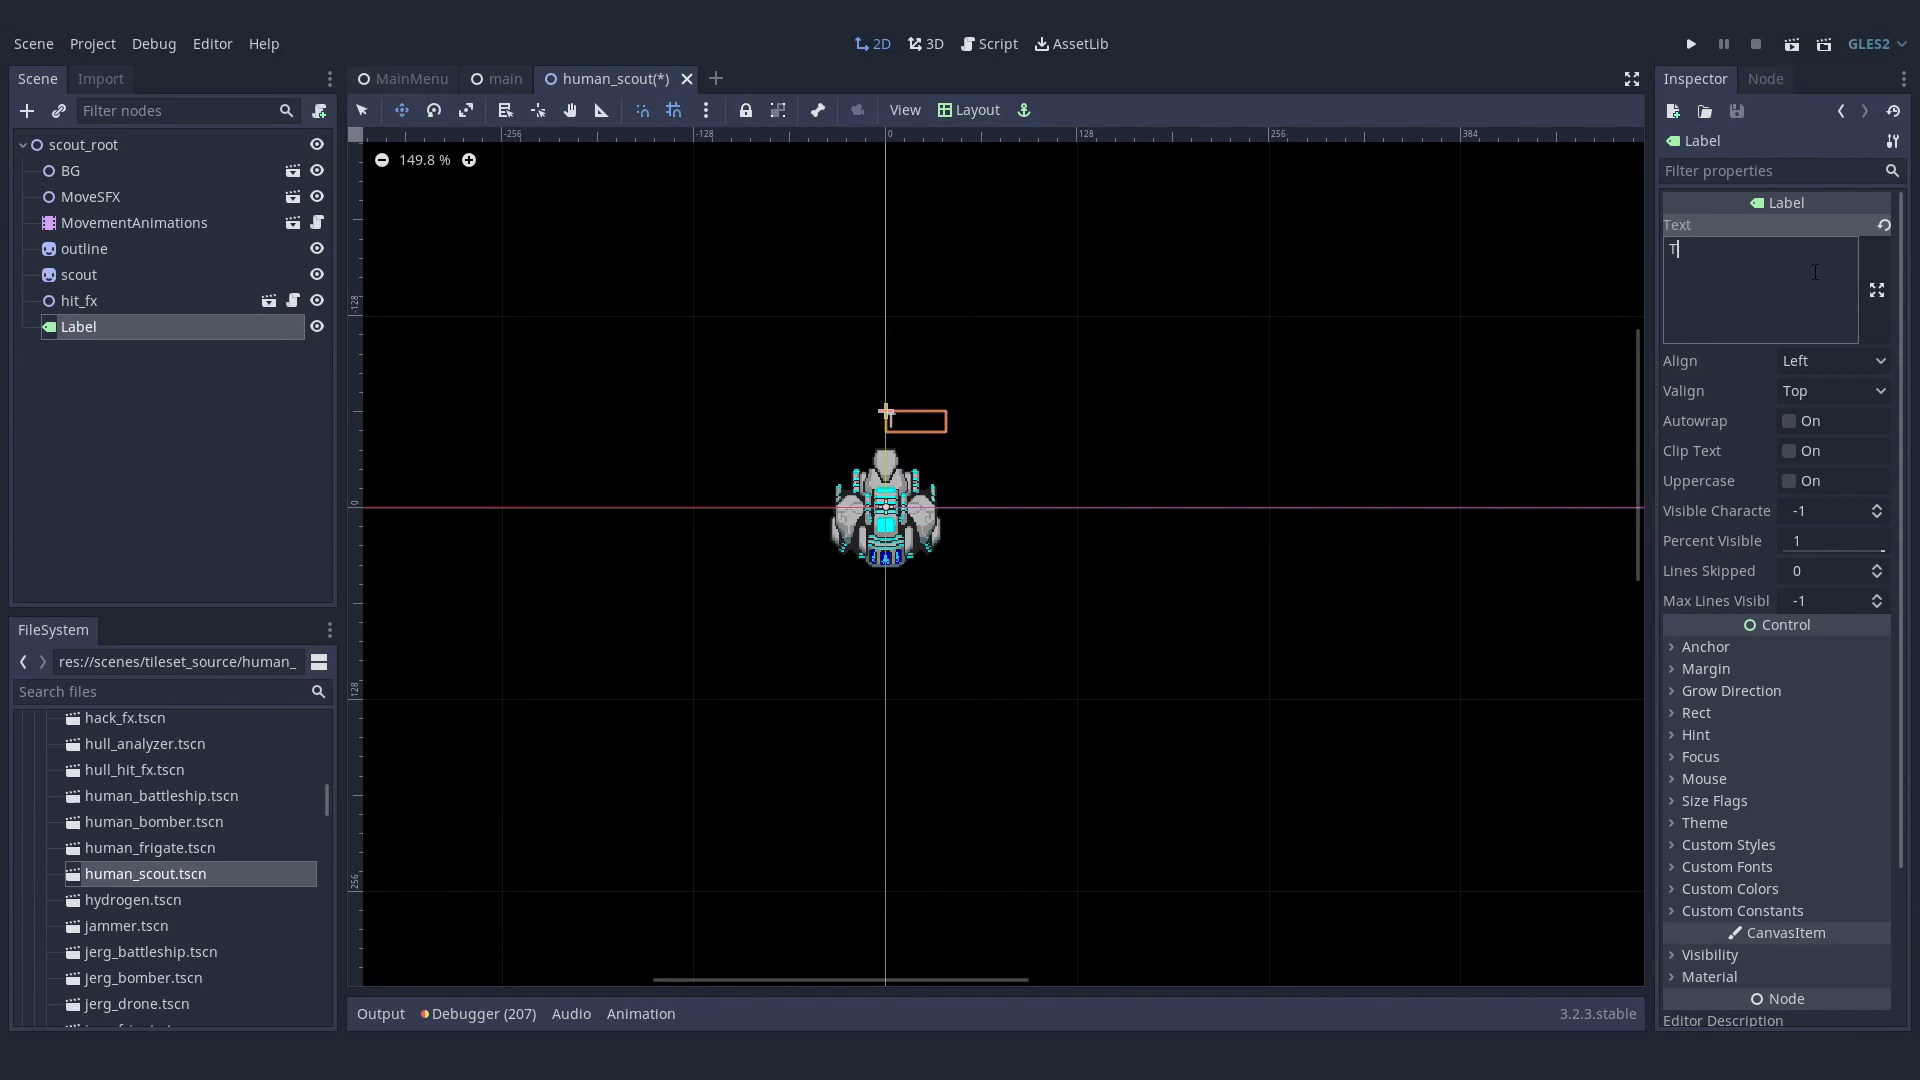 Scene Project Debug Editor Help
2D 3D Script AssetLib
GLES2
Scene Import
MainMenu main human_scout(*)
Inspector Node
Filter nodes
View Layout
Label
Filter properties
scout_root
BG
MoveSFX
MovementAnimations
outline
scout
hit_fx
Label
-256 -128 0 128 256 384
149.8 %
-128
0
128
256
T
Label
Text
T
Align Left
Valign Top
Autowrap On
Clip Text On
Uppercase On
Visible Characte -1
Percent Visible 1
Lines Skipped 0
Max Lines Visibl -1
Control
Anchor
Margin
Grow Direction
Rect
Hint
Focus
Mouse
Size Flags
Theme
Custom Styles
Custom Fonts
Custom Colors
Custom Constants
CanvasItem
Visibility
Material
Node
Editor Description
FileSystem
res://scenes/tileset_source/human_
Search files
hack_fx.tscn
hull_analyzer.tscn
hull_hit_fx.tscn
human_battleship.tscn
human_bomber.tscn
human_frigate.tscn
human_scout.tscn
hydrogen.tscn
jammer.tscn
jerg_battleship.tscn
jerg_bomber.tscn
jerg_drone.tscn
Output Debugger (207) Audio Animation
3.2.3.stable